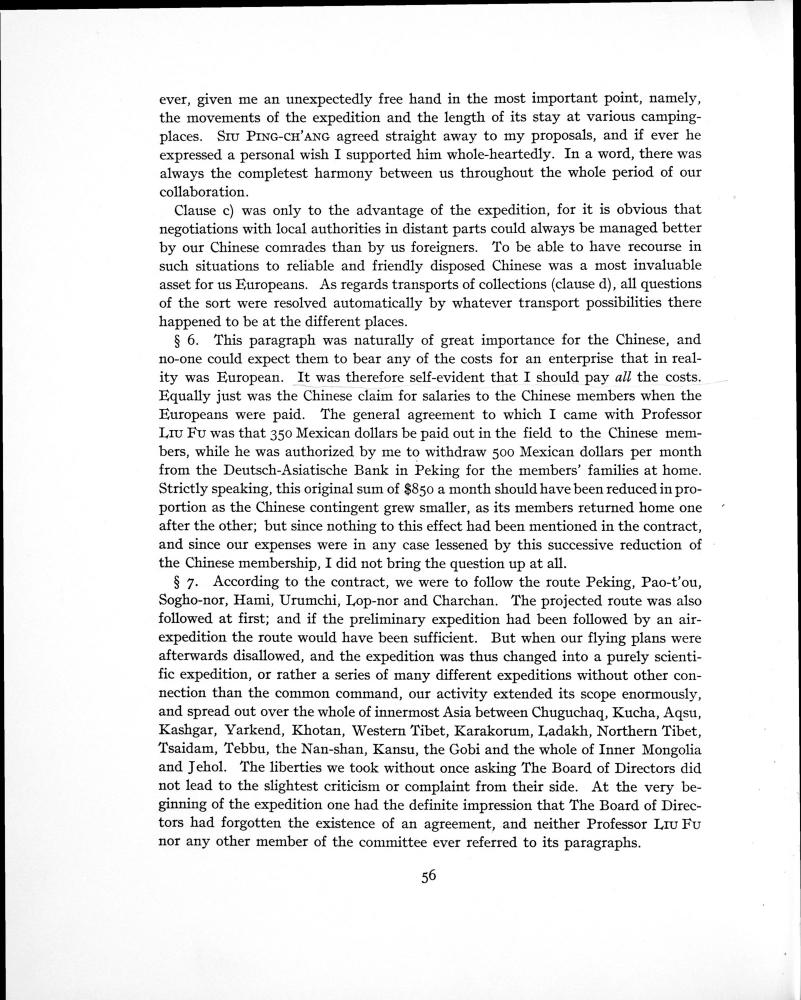 ever, given me an unexpectedly free hand in the most important point, namely,
the movements of the expedition and the length of its stay at various camping-
places. SIU PING-CH'ANG agreed straight away to my proposals, and if ever he
expressed a personal wish I supported him whole-heartedly. In a word, there was
always the completest harmony between us throughout the whole period of our
collaboration.
Clause c) was only to the advantage of the expedition, for it is obvious that
negotiations with local authorities in distant parts could always be managed better
by our Chinese comrades than by us foreigners. To be able to have recourse in
such situations to reliable and friendly disposed Chinese was a most invaluable
asset for us Europeans. As regards transports of collections (clause d), all questions
of the sort were resolved automatically by whatever transport possibilities there
happened to be at the different places.
§ 6. This paragraph was naturally of great importance for the Chinese, and
no-one could expect them to bear any of the costs for an enterprise that in real-
ity was European. It was therefore self-evident that I should pay all the costs.
Equally just was the Chinese claim for salaries to the Chinese members when the
Europeans were paid. The general agreement to which I came with Professor
LIU FU was that 350 Mexican dollars be paid out in the field to the Chinese mem-
bers, while he was authorized by me to withdraw 500 Mexican dollars per month
from the Deutsch-Asiatische Bank in Peking for the members' families at home.
Strictly speaking, this original sum of $850 a month should have been reduced in pro-
portion as the Chinese contingent grew smaller, as its members returned home one
after the other; but since nothing to this effect had been mentioned in the contract,
and since our expenses were in any case lessened by this successive reduction of
the Chinese membership, I did not bring the question up at all.
§ 7. According to the contract, we were to follow the route Peking, Pao-t'ou,
Sogho-nor, Hami, Urumchi, Lop-nor and Charchan. The projected route was also
followed at first; and if the preliminary expedition had been followed by an air-
expedition the route would have been sufficient. But when our flying plans were
afterwards disallowed, and the expedition was thus changed into a purely scienti-
fic expedition, or rather a series of many different expeditions without other con-
nection than the common command, our activity extended its scope enormously,
and spread out over the whole of innermost Asia between Chuguchaq, Kucha, Aqsu,
Kashgar, Yarkend, Khotan, Western Tibet, Karakorum, Ladakh, Northern Tibet,
Tsaidam, Tebbu, the Nan-shan, Kansu, the Gobi and the whole of Inner Mongolia
and Jehol. The liberties we took without once asking The Board of Directors did
not lead to the slightest criticism or complaint from their side. At the very be-
ginning of the expedition one had the definite impression that The Board of Direc-
tors had forgotten the existence of an agreement, and neither Professor LIU FU
nor any other member of the committee ever referred to its paragraphs.
56